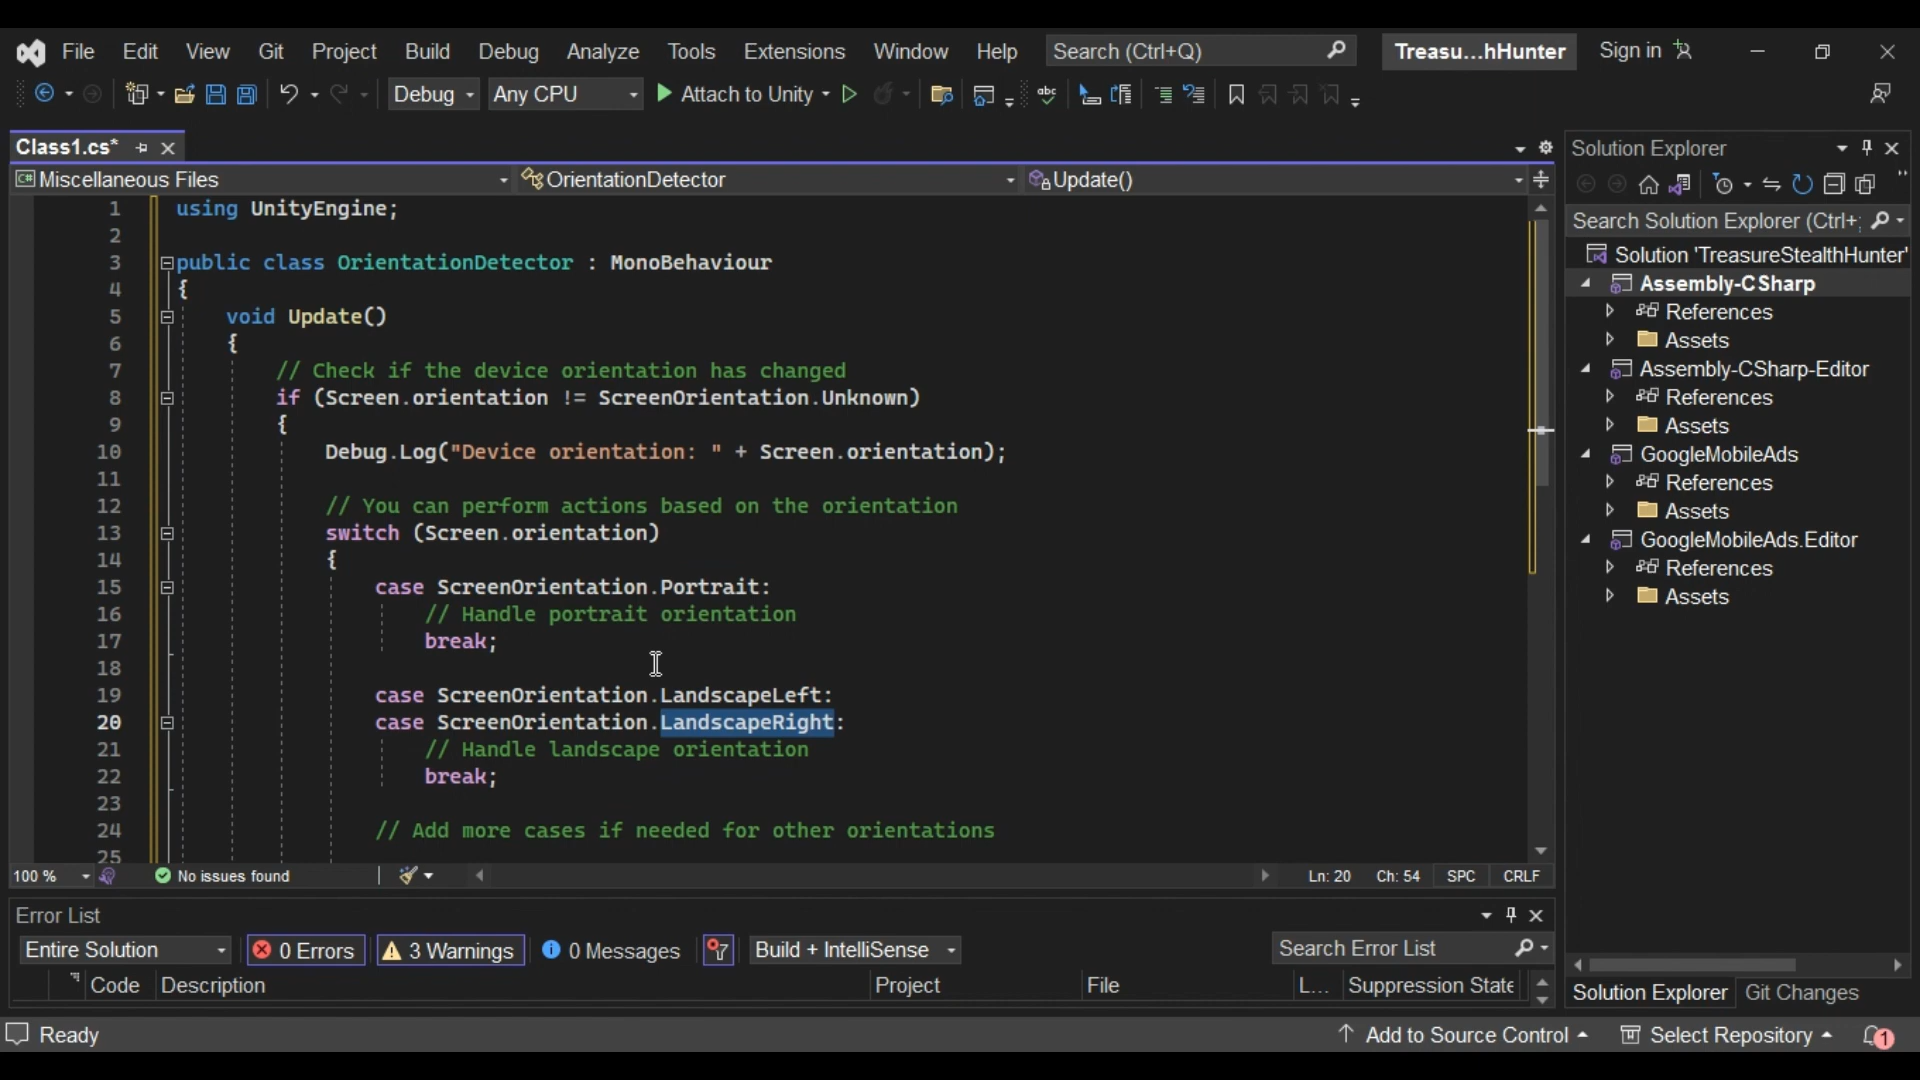 File Edit View Git Project Build Debug Analyze Tools Extensions Window Help Search (Ctrl+Q) Treasu...hHunter Sign in
Debug Any CPU Attach to Unity abc
Class1.cs*
C# Miscellaneous Files OrientationDetector Update()
1 using UnityEngine;
2
3 public class OrientationDetector : MonoBehaviour
4 {
5 void Update()
6 {
7 // Check if the device orientation has changed
8 if (Screen.orientation != ScreenOrientation.Unknown)
9 {
10 Debug.Log("Device orientation: " + Screen.orientation);
11
12 // You can perform actions based on the orientation
13 switch (Screen.orientation)
14 {
15 case ScreenOrientation.Portrait:
16 // Handle portrait orientation
17 break;
18
19 case ScreenOrientation.LandscapeLeft:
20 case ScreenOrientation.LandscapeRight:
21 // Handle landscape orientation
22 break;
23
24 // Add more cases if needed for other orientations
25
100 % No issues found Ln: 20 Ch: 54 SPC CRLF
Error List
Entire Solution 0 Errors 3 Warnings 0 Messages Build + IntelliSense Search Error List
Code Description Project File L... Suppression State
Solution Explorer
Search Solution Explorer (Ctrl+;
Solution 'TreasureStealthHunter'
Assembly-CSharp
References
Assets
Assembly-CSharp-Editor
References
Assets
GoogleMobileAds
References
Assets
GoogleMobileAds.Editor
References
Assets
Solution Explorer Git Changes
Ready Add to Source Control Select Repository 1